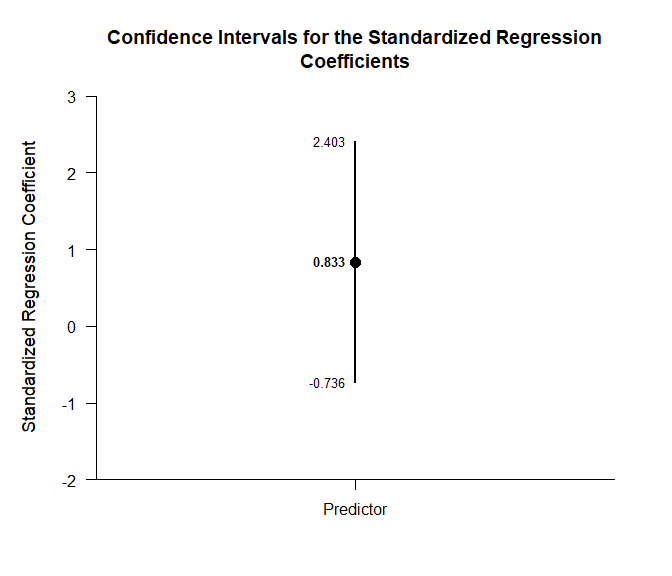 Confidence Intervals for the Standardized Regression
Coefficients
Standardized Regression Coefficient
3
2
1
0
-1
-2
2.403
0.833
-0.736
Predictor